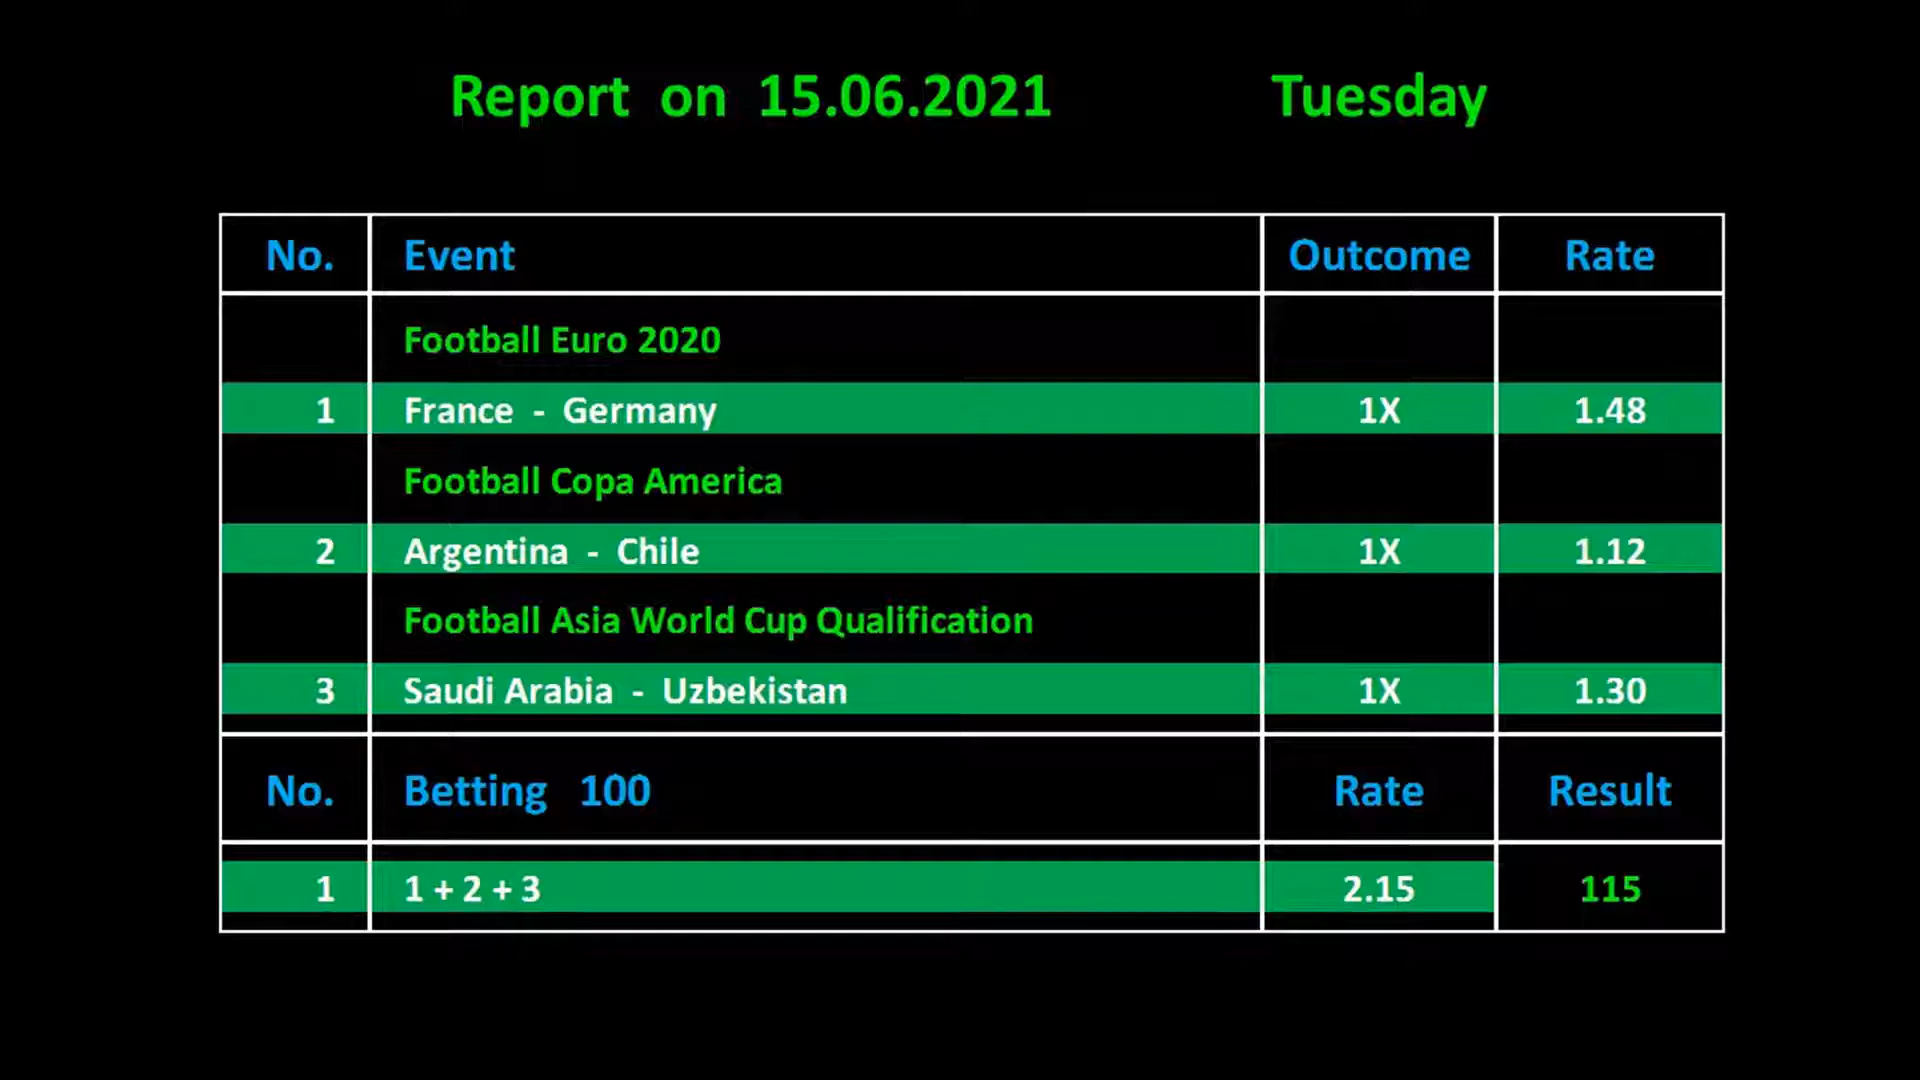 Report on 15.06.2021 Tuesday
No. Event Outcome Rate
Football Euro 2020
1 France - Germany 1X 1.48
Football Copa America
2 Argentina - Chile 1X 1.12
Football Asia World Cup Qualification
3 Saudi Arabia - Uzbekistan 1X 1.30
No. Betting 100 Rate Result
1 1 + 2 + 3 2.15 115